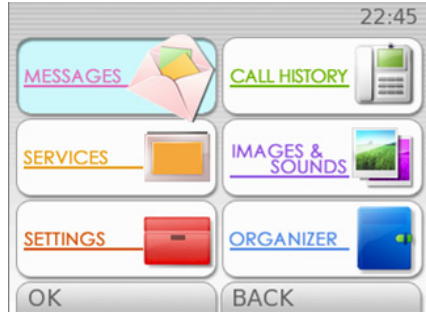 22:45
MESSAGES
CALL HISTORY
SERVICES
IMAGES &
SOUNDS
SETTINGS
ORGANIZER
OK
BACK